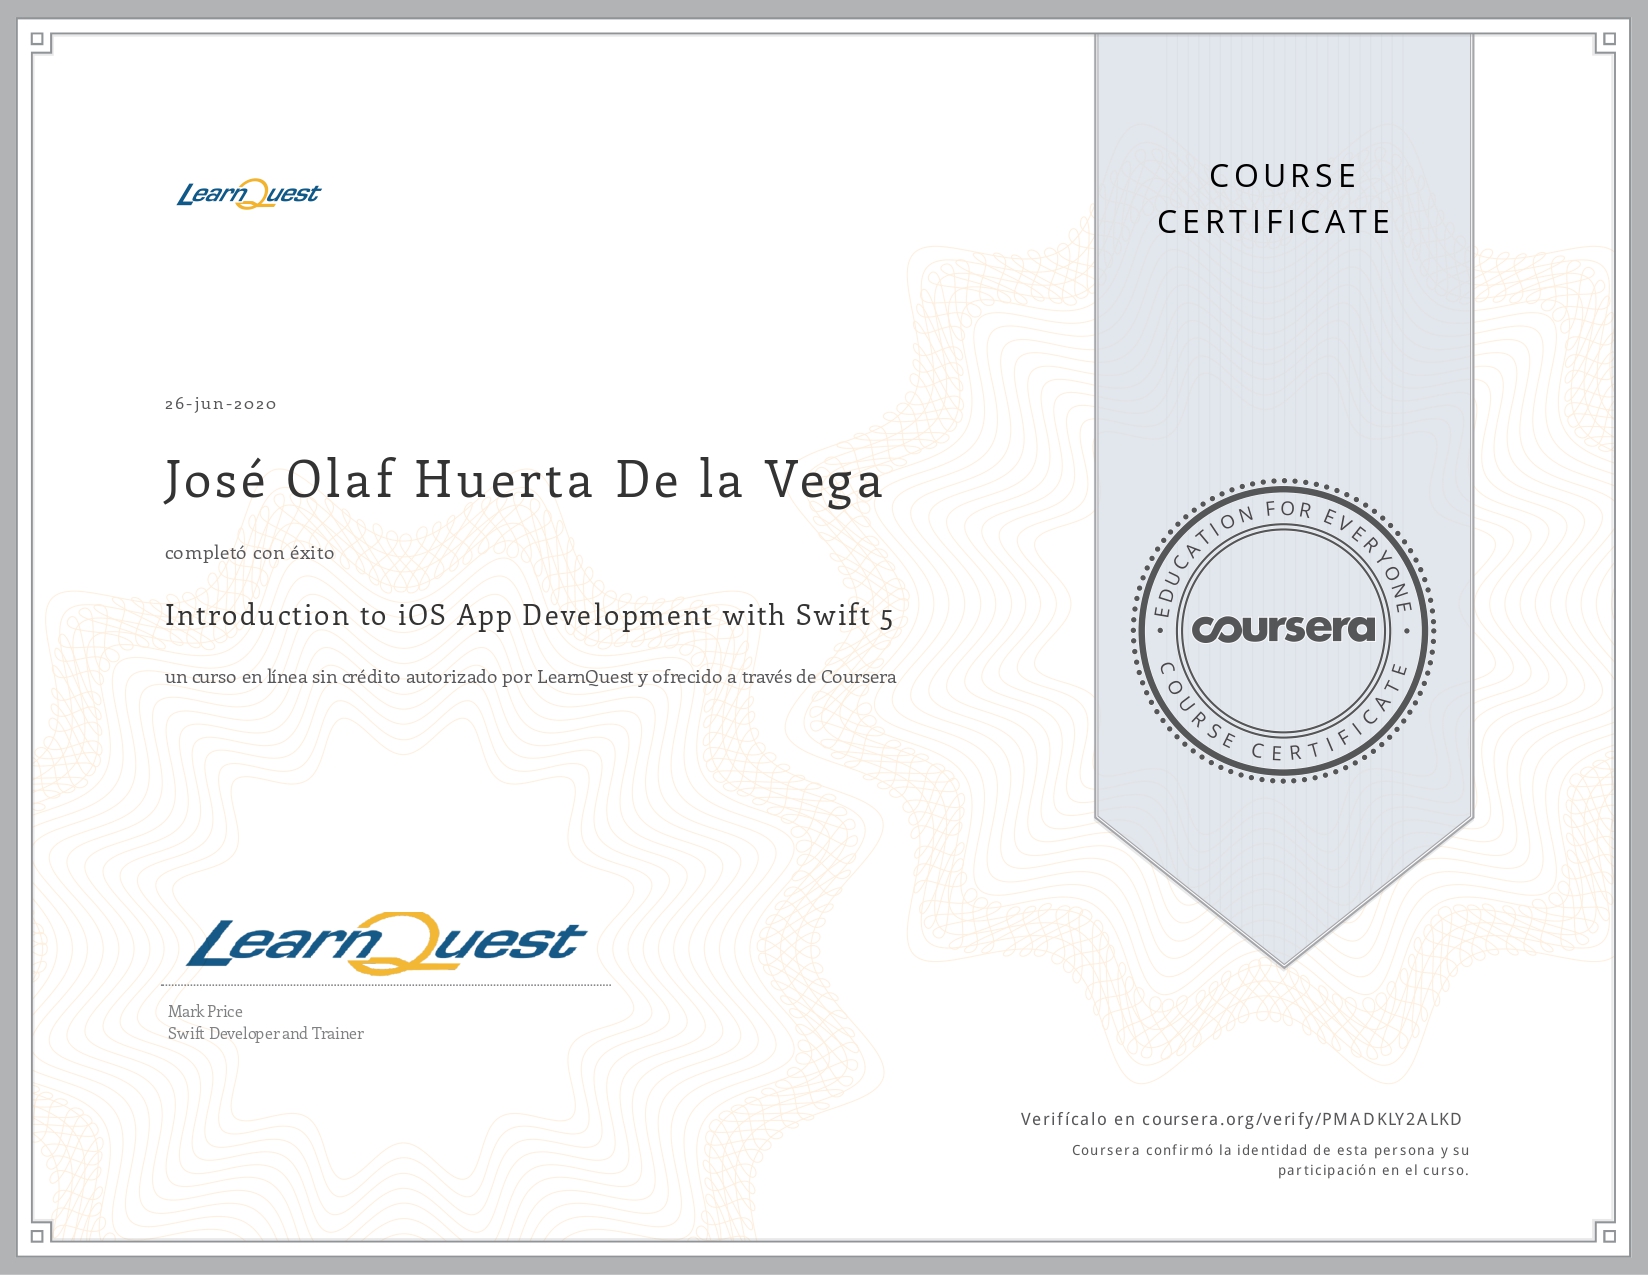 LearnQuest
COURSE
CERTIFICATE
26-jun-2020
José Olaf Huerta De la Vega
completó con éxito
Introduction to iOS App Development with Swift 5
un curso en línea sin crédito autorizado por LearnQuest y ofrecido a través de Coursera
EDUCATION FOR EVERYONE
coursera
COURSE CERTIFICATE
LearnQuest
Mark Price
Swift Developer and Trainer
Verifícalo en coursera.org/verify/PMADKLY2ALKD
Coursera confirmó la identidad de esta persona y su
participación en el curso.